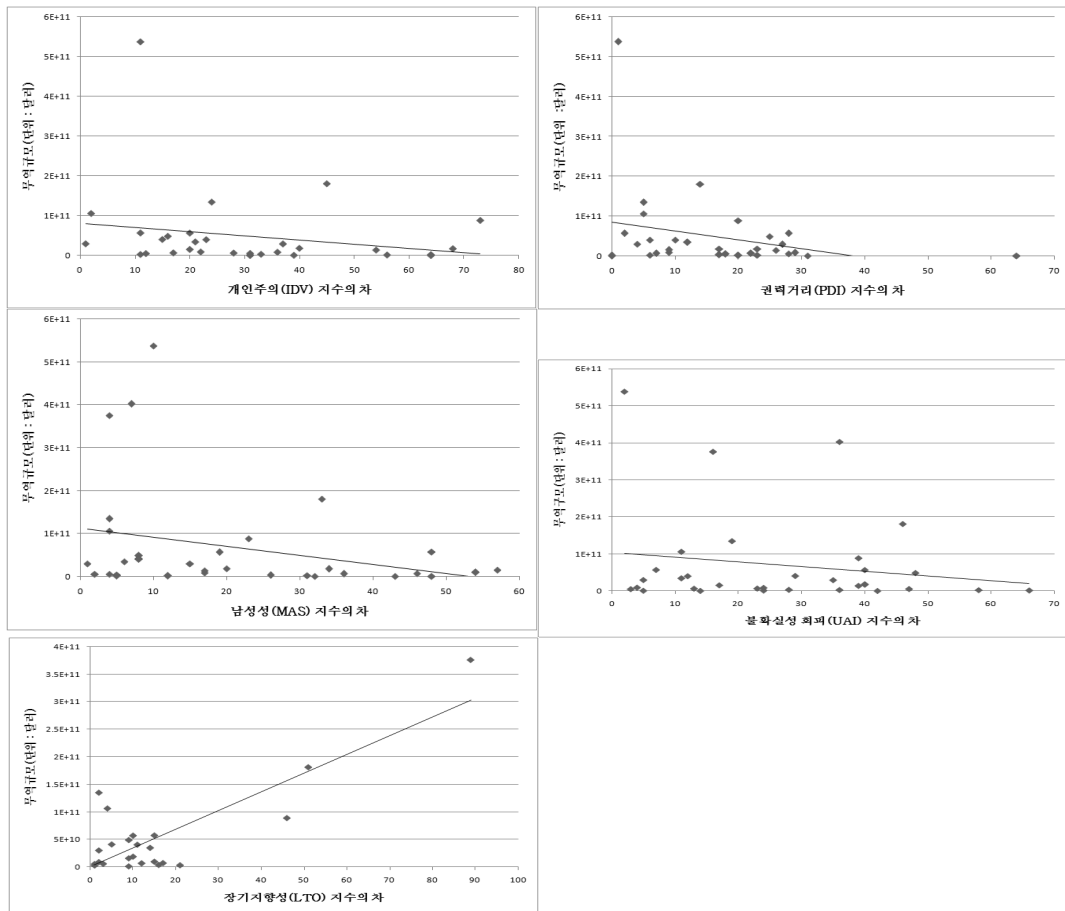 6E+11
5E+11
4E+11
3E+11
2E+11
1E+11
0
0 10 20 30 40 50 60 70 80
무역규모(단위 : 달러)
개인주의(IDV) 지수의 차
6E+11
5E+11
4E+11
3E+11
2E+11
1E+11
0
0 10 20 30 40 50 60 70
무역규모(단위 :달러)
권력거리(PDI) 지수의 차
6E+11
5E+11
4E+11
3E+11
2E+11
1E+11
0
0 10 20 30 40 50 60
무역규모(단위 : 달러)
남성성(MAS) 지수의 차
6E+11
5E+11
4E+11
3E+11
2E+11
1E+11
0
0 10 20 30 40 50 60 70
무역규모(단위 : 달러)
불확실성 회피(UAI) 지수의 차
4E+11
3.5E+11
3E+11
2.5E+11
2E+11
1.5E+11
1E+11
5E+10
0
0 10 20 30 40 50 60 70 80 90 100
무역규모(단위 : 달러)
장기지향성(LTO) 지수의 차